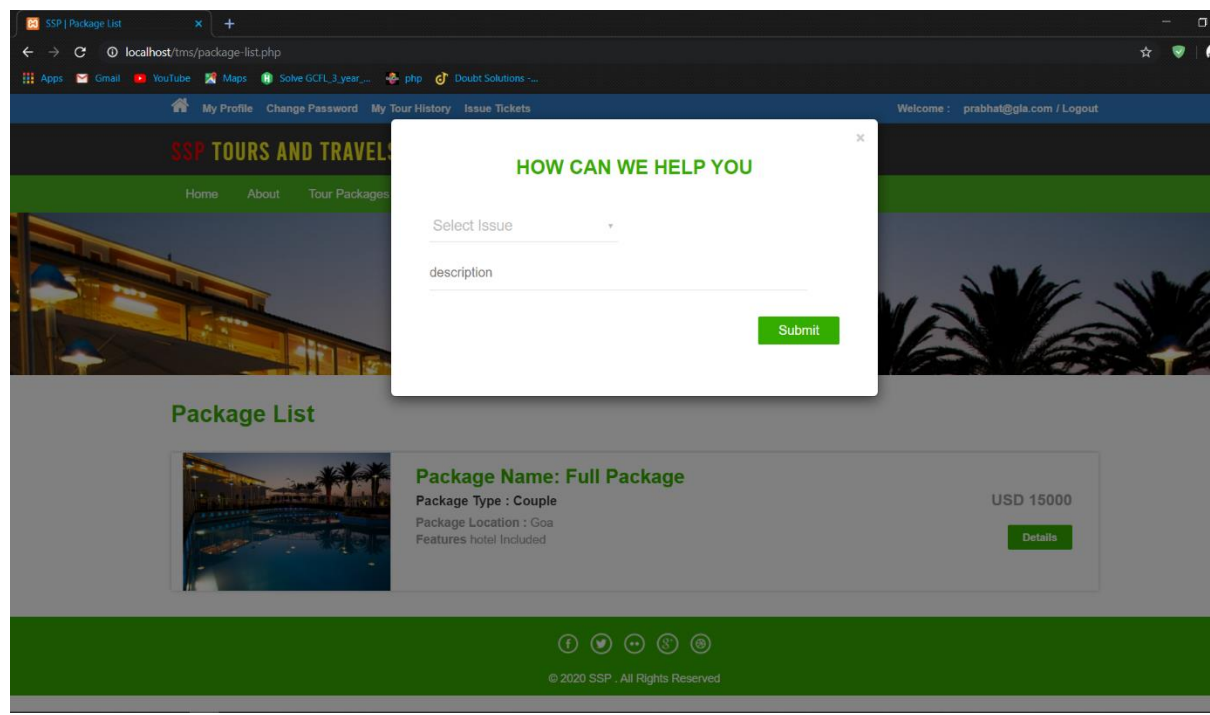 SSP | Package List
localhost/tms/package-list.php
Apps Gmail YouTube Maps Solve GCFL_3_year_... php Doubt Solutions -...
My Profile Change Password My Tour History Issue Tickets Welcome : prabhat@gla.com / Logout
SSP TOURS AND TRAVELS
Home About Tour Packages
HOW CAN WE HELP YOU
Select Issue
description
Submit
Package List
Package Name: Full Package
Package Type : Couple
Package Location : Goa
Features hotel Included
USD 15000
Details
© 2020 SSP . All Rights Reserved